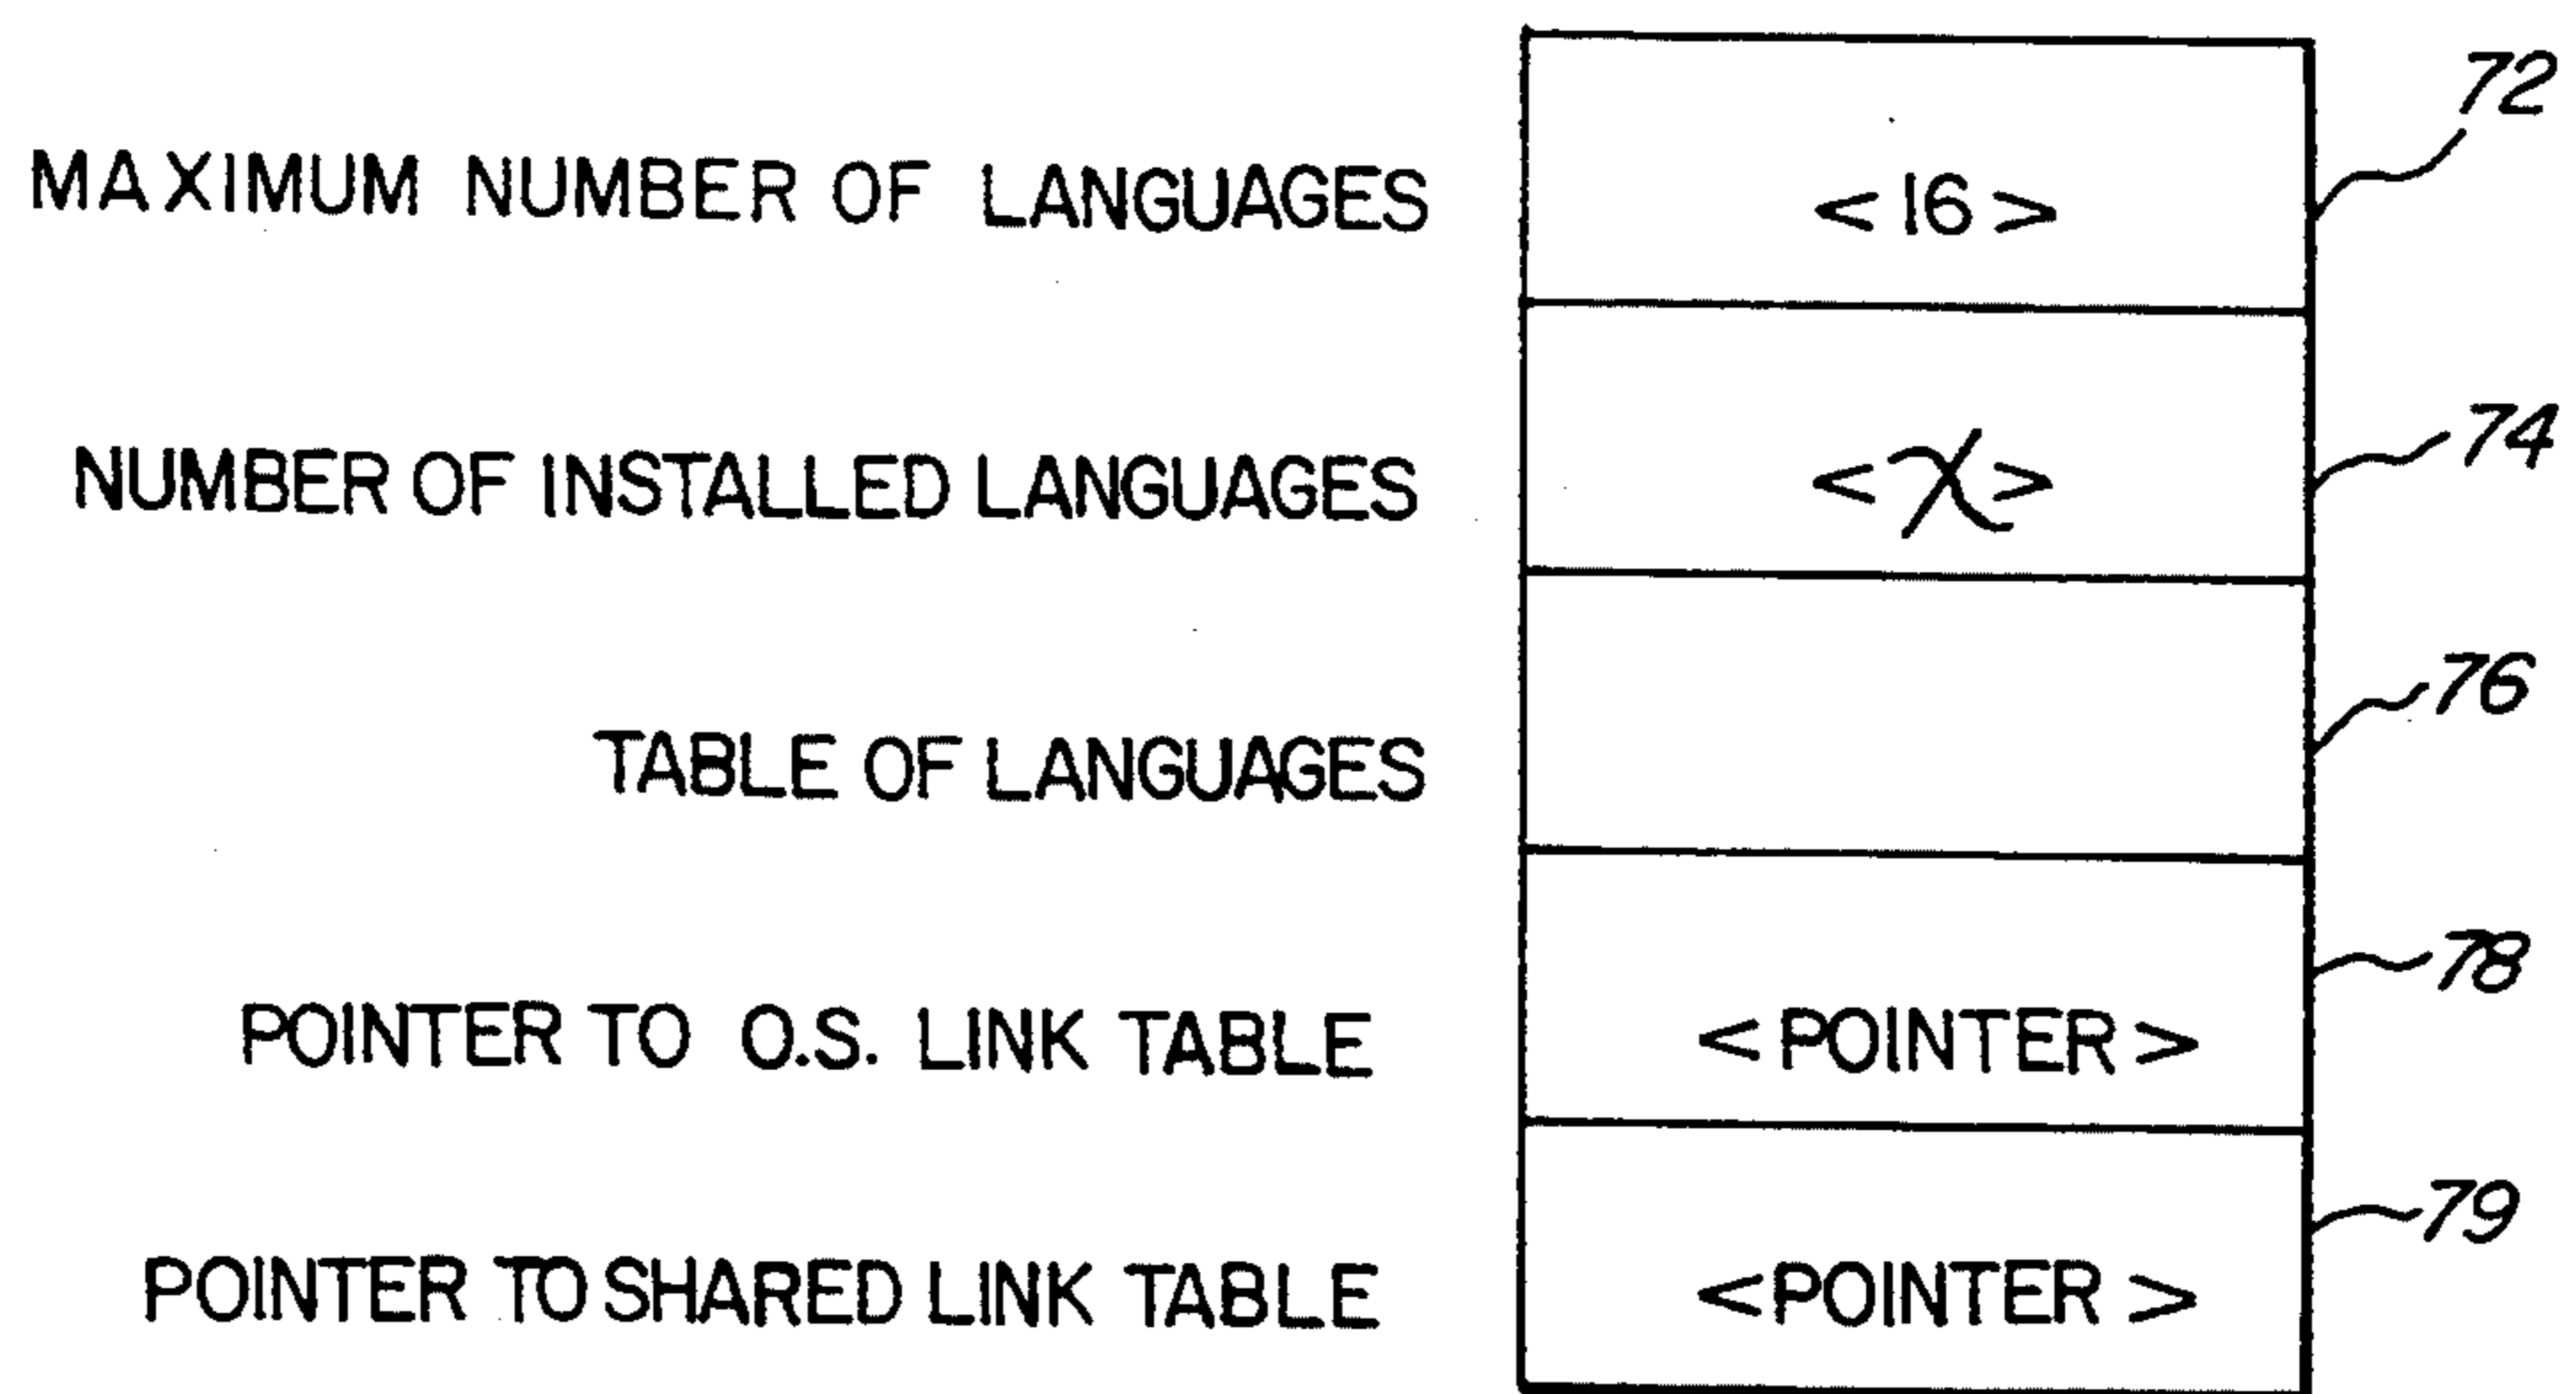 MAXIMUM NUMBER OF LANGUAGES <16> 72
NUMBER OF INSTALLED LANGUAGES <X> 74
TABLE OF LANGUAGES 76
POINTER TO O.S. LINK TABLE <POINTER> 78
POINTER TO SHARED LINK TABLE <POINTER> 79